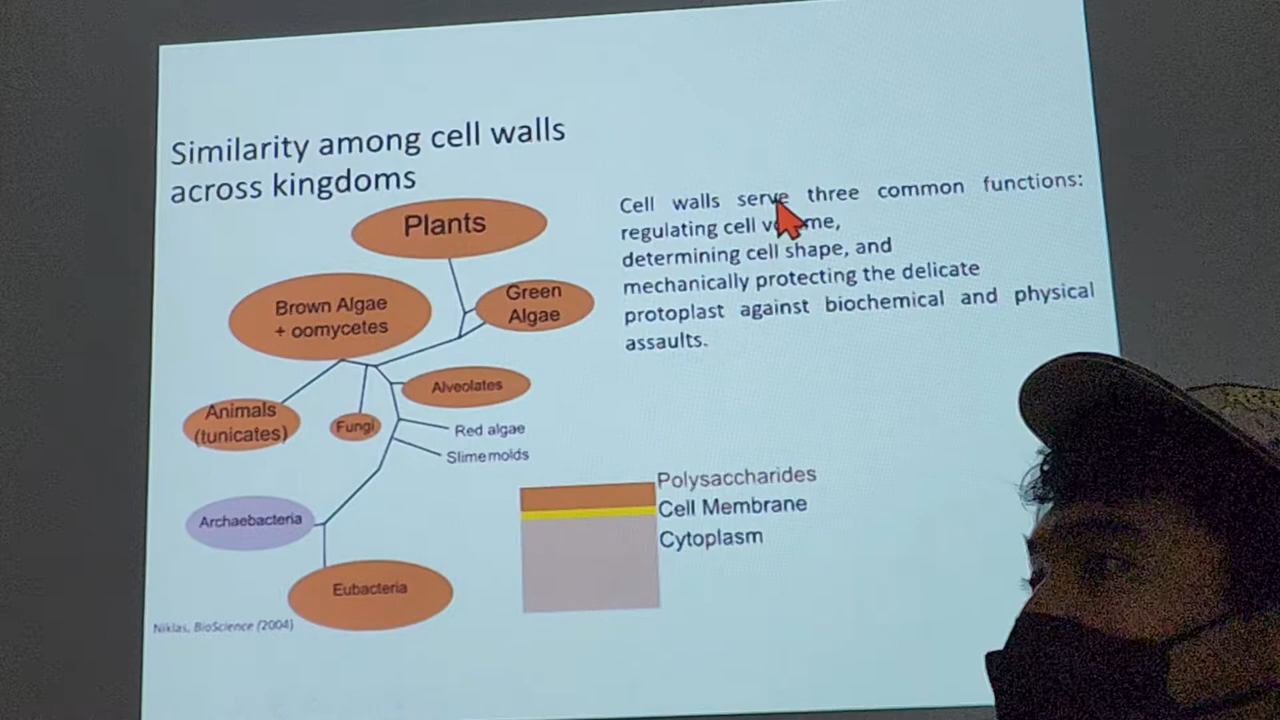 Similarity among cell walls
across kingdoms
Plants
Brown Algae
+ oomycetes
Green
Algae
Alveolates
Animals
(tunicates)
Fungi
Red algae
Slime molds
Archaebacteria
Eubacteria
Niklas, BioScience (2004)
Cell walls serve three common functions:
regulating cell me,
determining cell shape, and
mechanically protecting the delicate
protoplast against biochemical and physical
assaults.
Polysaccharides
Cell Membrane
Cytoplasm